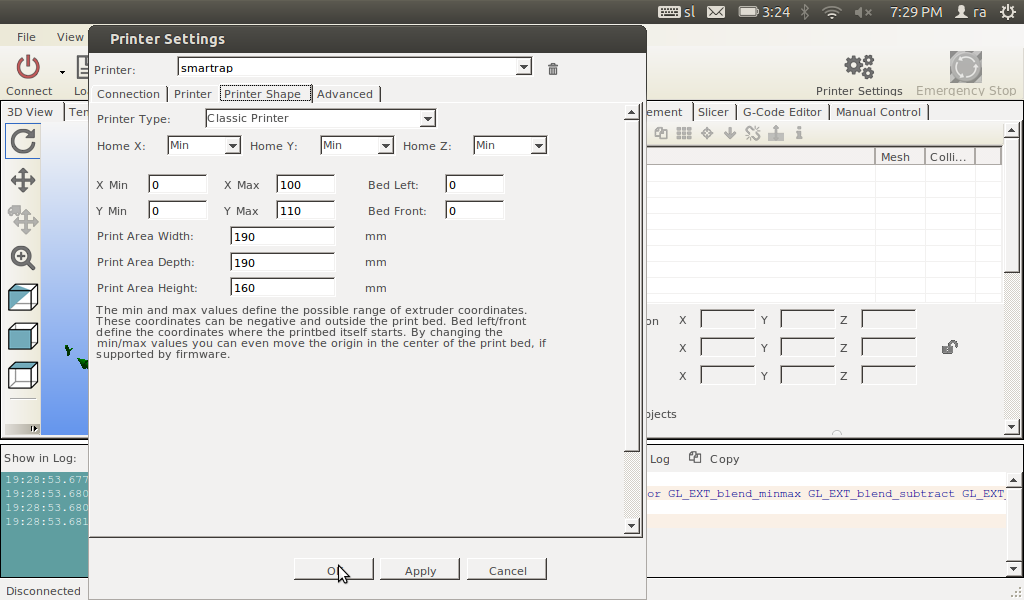 sl 3:24 7:29 PM ra
File View
Printer Settings
Connect
Printer Settings Emergency Stop
Printer: smartrap
Connection Printer Printer Shape Advanced
3D View
ement Slicer G-Code Editor Manual Control
Printer Type: Classic Printer
Home X: Min Home Y: Min Home Z: Min
Mesh Colli...
X Min 0 X Max 100 Bed Left: 0
Y Min 0 Y Max 110 Bed Front: 0
Print Area Width: 190 mm
Print Area Depth: 190 mm
Print Area Height: 160 mm
The min and max values define the possible range of extruder coordinates.
These coordinates can be negative and outside the print bed. Bed left/front
define the coordinates where the printbed itself starts. By changing the
min/max values you can even move the origin in the center of the print bed, if
supported by firmware.
on X Y Z
X Y Z
X Y Z
bjects
Show in Log:
Log Copy
19:28:53.677
19:28:53.680
19:28:53.680
19:28:53.681
or GL_EXT_blend_minmax GL_EXT_blend_subtract GL_EXT_
Apply Cancel
Disconnected